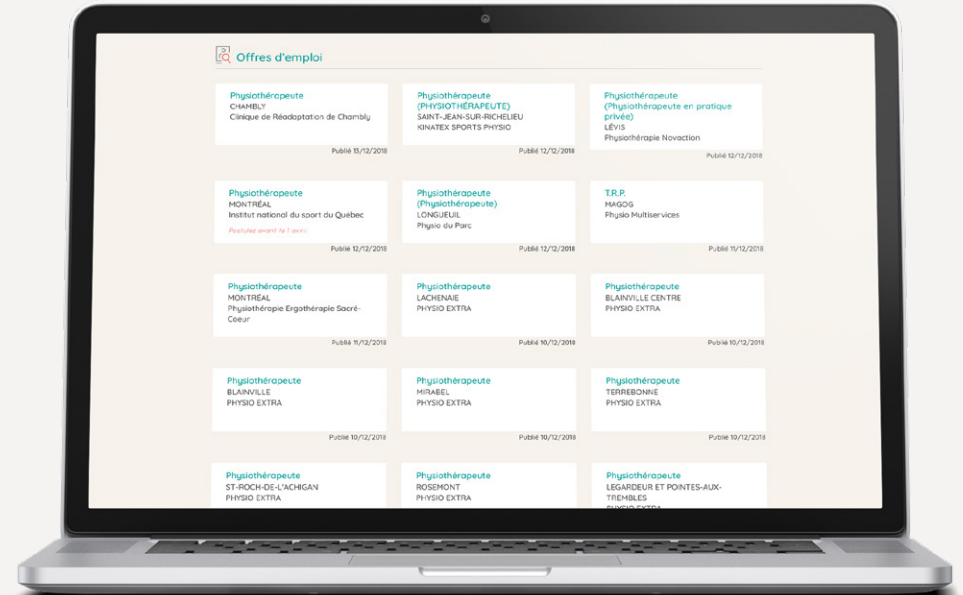 Offres d'emploi
Physiothérapeute
CHAMBLY
Clinique de Réadaptation de Chambly
Publié 13/12/2018
Physiothérapeute
(PHYSIOTHÉRAPEUTE)
SAINT-JEAN-SUR-RICHELIEU
KINATEX SPORTS PHYSIO
Publié 12/12/2018
Physiothérapeute
(Physiothérapeute en pratique
privée)
LÉVIS
Physiothérapie Novaction
Publié 12/12/2018
Physiothérapeute
MONTRÉAL
Institut national du sport du Québec
Postulez avant le 1 avril
Publié 12/12/2018
Physiothérapeute
(Physiothérapeute)
LONGUEUIL
Physio du Parc
Publié 12/12/2018
T.R.P.
MAGOG
Physio Multiservices
Publié 11/12/2018
Physiothérapeute
MONTRÉAL
Physiothérapie Ergothérapie Sacré-
Coeur
Publié 11/12/2018
Physiothérapeute
LACHENAIE
PHYSIO EXTRA
Publié 10/12/2018
Physiothérapeute
BLAINVILLE CENTRE
PHYSIO EXTRA
Publié 10/12/2018
Physiothérapeute
BLAINVILLE
PHYSIO EXTRA
Publié 10/12/2018
Physiothérapeute
MIRABEL
PHYSIO EXTRA
Publié 10/12/2018
Physiothérapeute
TERREBONNE
PHYSIO EXTRA
Publié 10/12/2018
Physiothérapeute
ST-ROCH-DE-L'ACHIGAN
PHYSIO EXTRA
Physiothérapeute
ROSEMONT
PHYSIO EXTRA
Physiothérapeute
LEGARDEUR ET POINTES-AUX-
TREMBLES
PHYSIO EXTRA